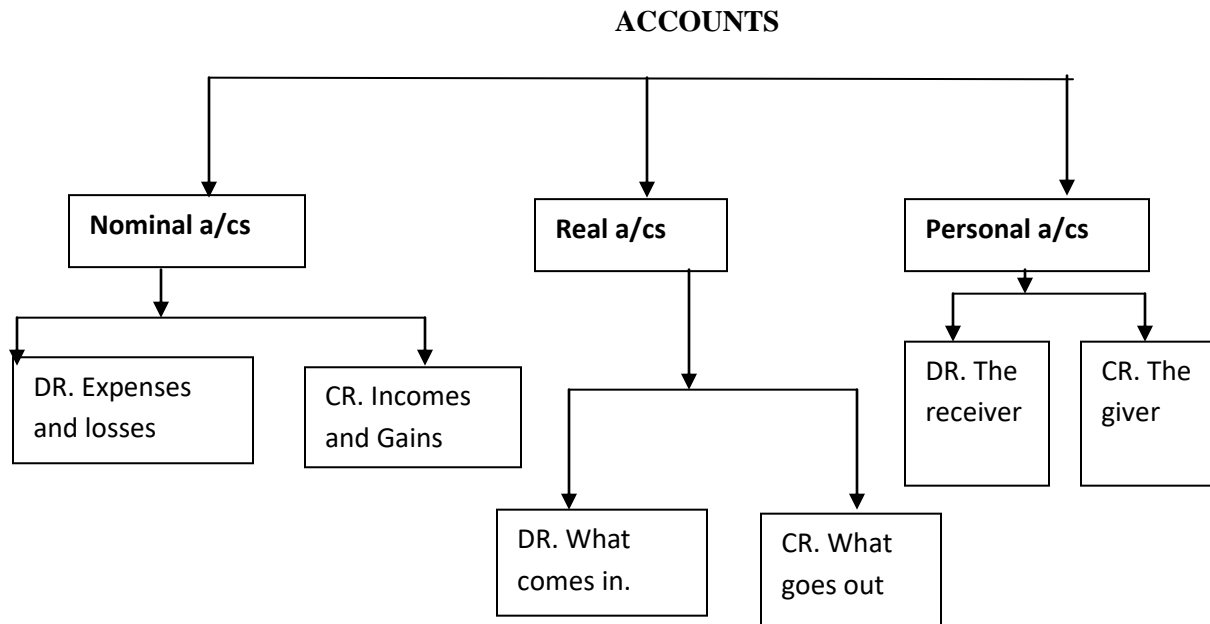 ACCOUNTS
Nominal a/cs
Real a/cs
Personal a/cs
DR. Expenses
and losses
CR. Incomes
and Gains
DR. The
receiver
CR. The
giver
DR. What
comes in.
CR. What
goes out